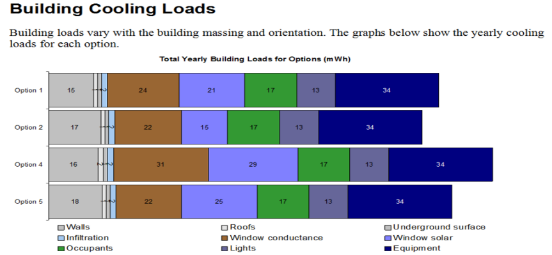 Building Cooling Loads
Building loads vary with the building massing and orientation. The graphs below show the yearly cooling
loads for each option.
Total Yearly Building Loads for Options (mWh)
Option 1 15 24 21 17 13 34
Option 2 17 22 16 17 13 34
Option 4 16 31 29 17 13 34
Option 5 18 22 25 17 13 34
Walls Roofs Underground surface
Infiltration Window conductance Window solar
Occupants Lights Equipment